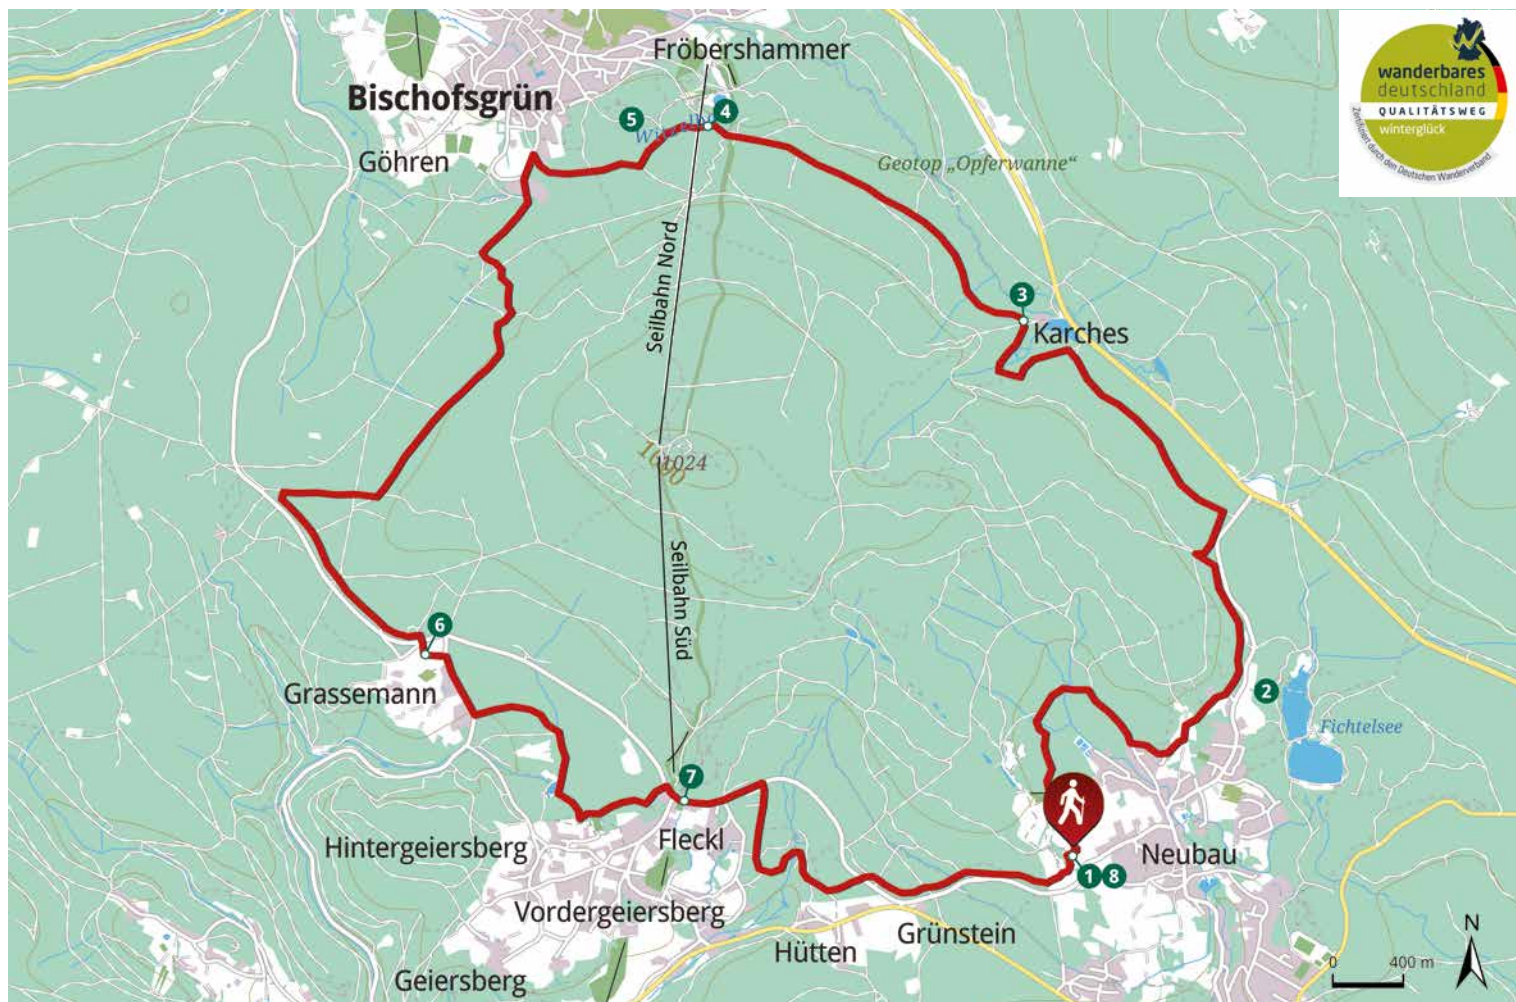 Fröbershammer
wanderbares
deutschland
QUALITÄTSWEG
winterglück
Zertifiziert durch den Deutschen Wanderverband
Bischofsgrün
5
4
Göhren
Geotop „Opferwanne“
Seilbahn Nord
3
Karches
1024
Seilbahn Süd
6
Grassemann
2
Fichtelsee
7
Fleckl
Hintergeiersberg
Neubau
1 8
Vordergeiersberg
Grünstein
Hütten
Geiersberg
N
0 400 m